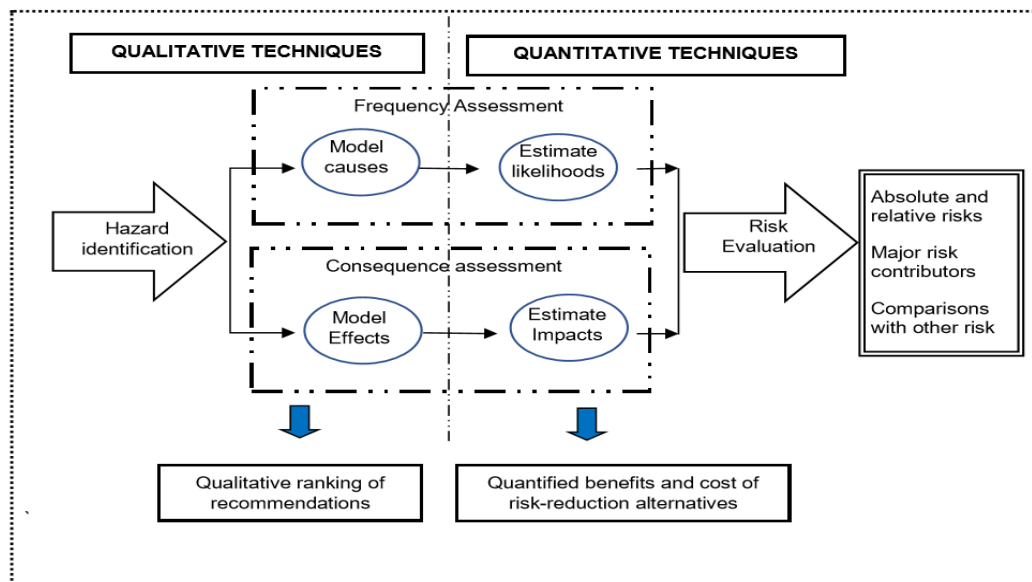 QUALITATIVE TECHNIQUES
QUANTITATIVE TECHNIQUES
Frequency Assessment
Model
causes
Estimate
likelihoods
Hazard
identification
Consequence assessment
Model
Effects
Estimate
Impacts
Risk
Evaluation
Absolute and
relative risks
Major risk
contributors
Comparisons
with other risk
Qualitative ranking of
recommendations
Quantified benefits and cost of
risk-reduction alternatives